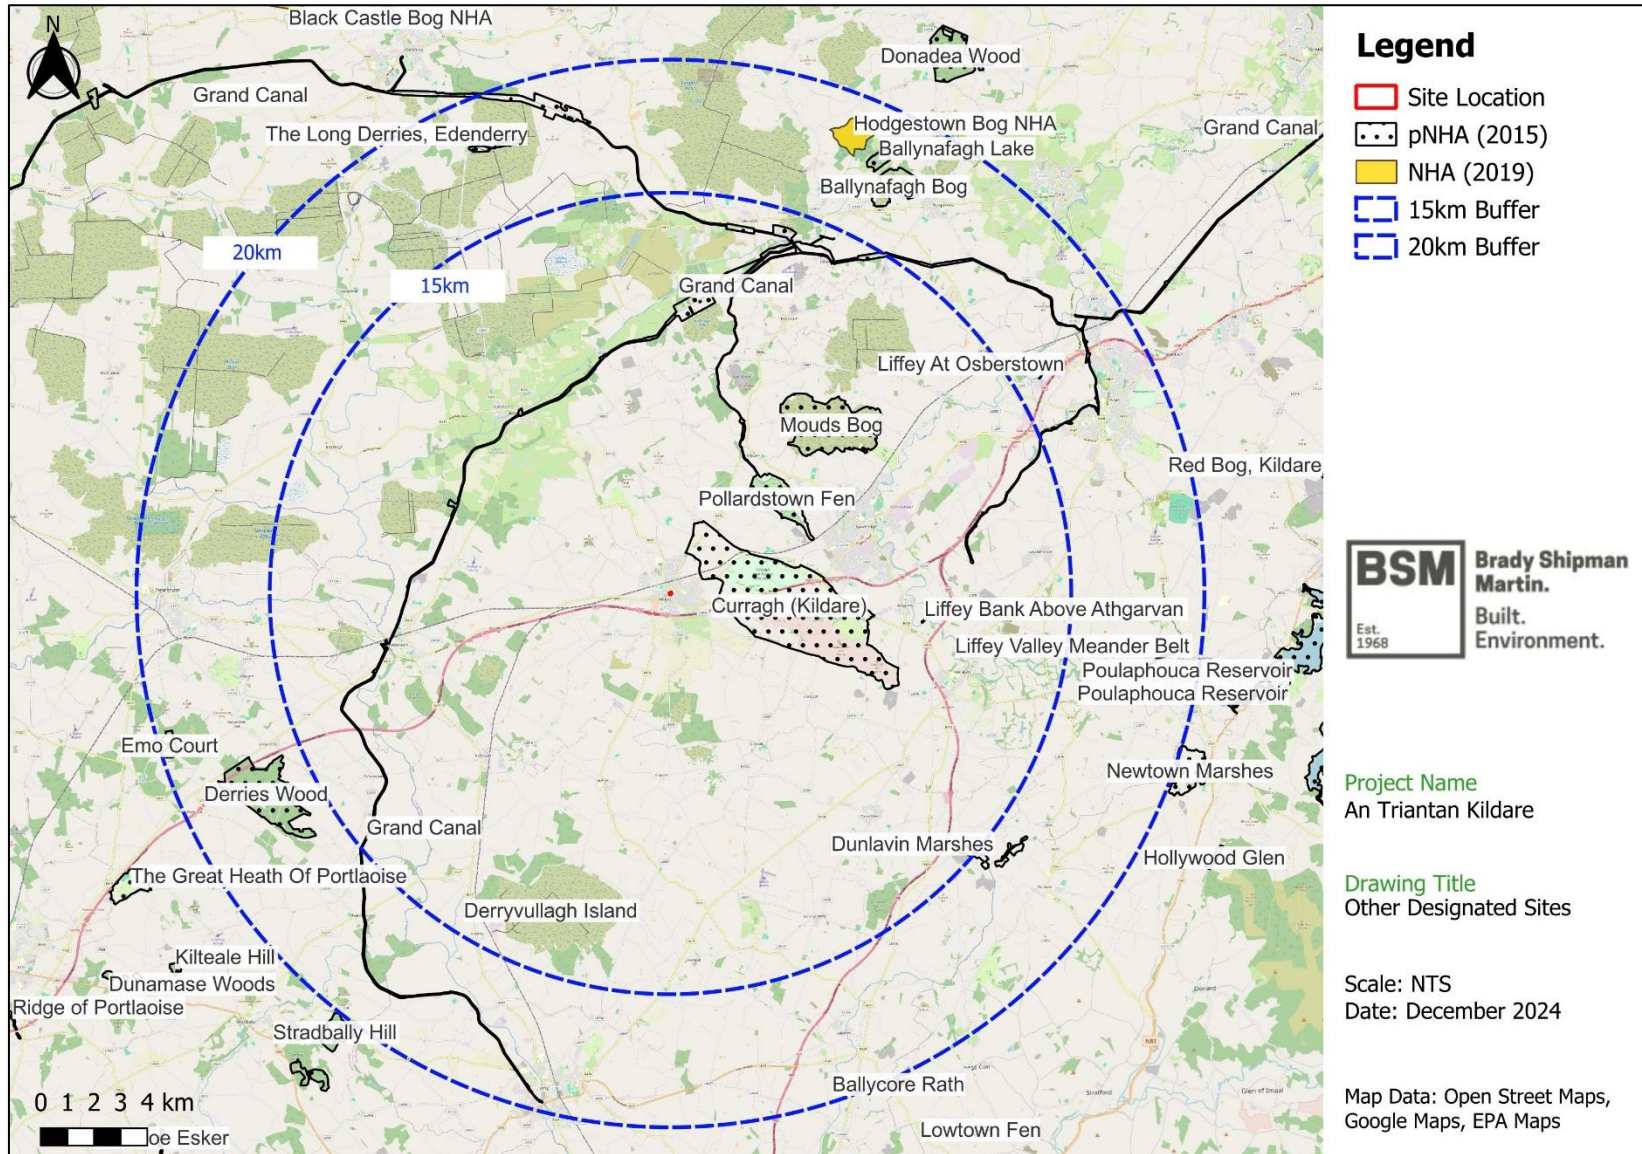 N
Black Castle Bog NHA
Donadea Wood
Grand Canal
Hodgestown Bog NHA
Grand Canal
The Long Derries, Edenderry
Ballynafagh Lake
Ballynafagh Bog
20km
15km
Grand Canal
Liffey At Osberstown
Mouds Bog
Red Bog, Kildare
Pollardstown Fen
Curragh (Kildare)
Liffey Bank Above Athgarvan
Liffey Valley Meander Belt
Poulaphouca Reservoir
Poulaphouca Reservoir
Emo Court
Newtown Marshes
Derries Wood
Grand Canal
Dunlavin Marshes
Hollywood Glen
The Great Heath Of Portlaoise
Derryvullagh Island
Kilteale Hill
Dunamase Woods
Ridge of Portlaoise
Stradbally Hill
Ballycore Rath
Lowtown Fen
0 1 2 3 4 km
oe Esker
Legend
Site Location
pNHA (2015)
NHA (2019)
15km Buffer
20km Buffer
BSM
Est.
1968
Brady Shipman
Martin.
Built.
Environment.
Project Name
An Triantan Kildare
Drawing Title
Other Designated Sites
Scale: NTS
Date: December 2024
Map Data: Open Street Maps,
Google Maps, EPA Maps